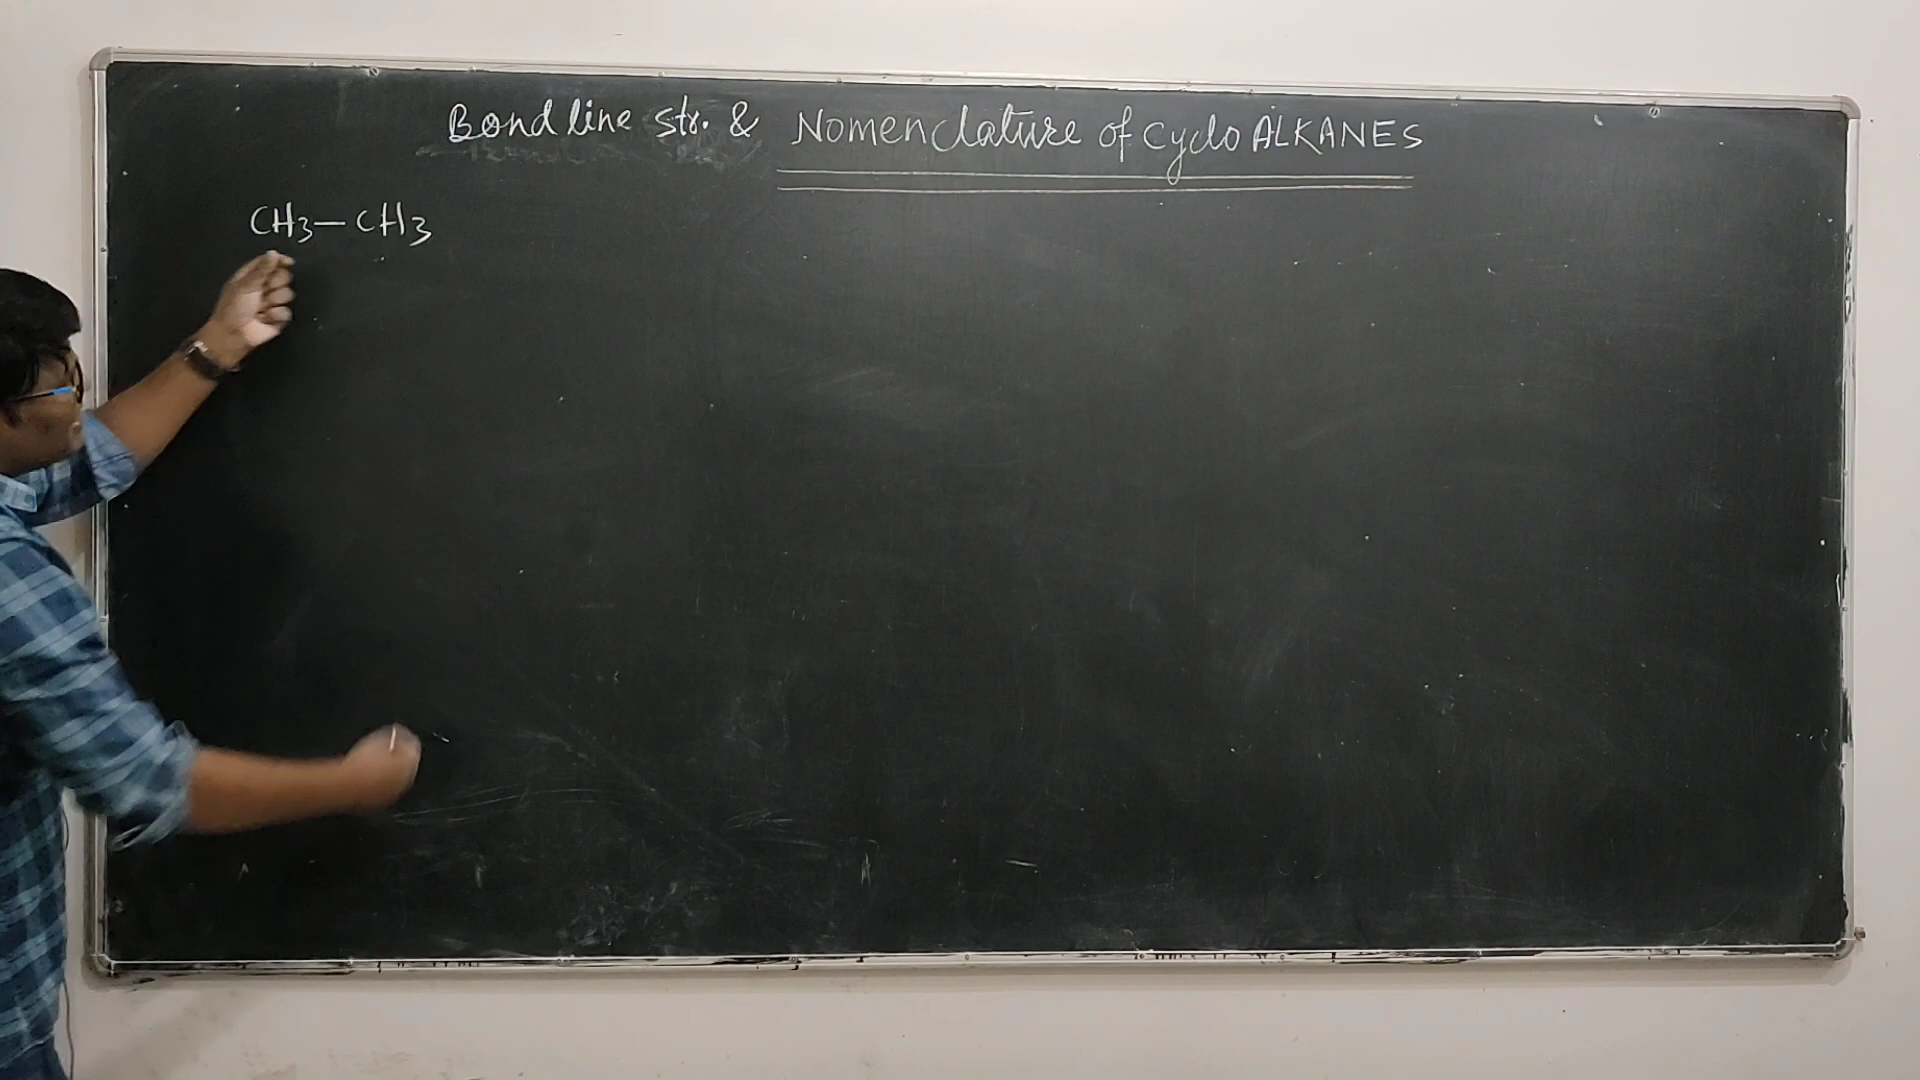 Bond line str. & Nomenclature of Cyclo ALKANES
CH3-CH3